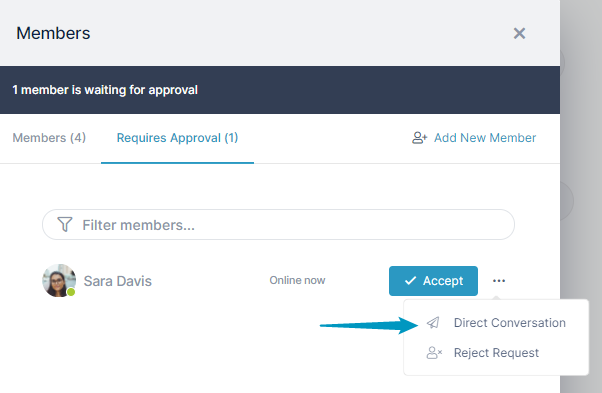 Members
1 member is waiting for approval
Members (4)
Requires Approval (1)
Add New Member
Filter members...
Sara Davis
Online now
Accept
Direct Conversation
Reject Request